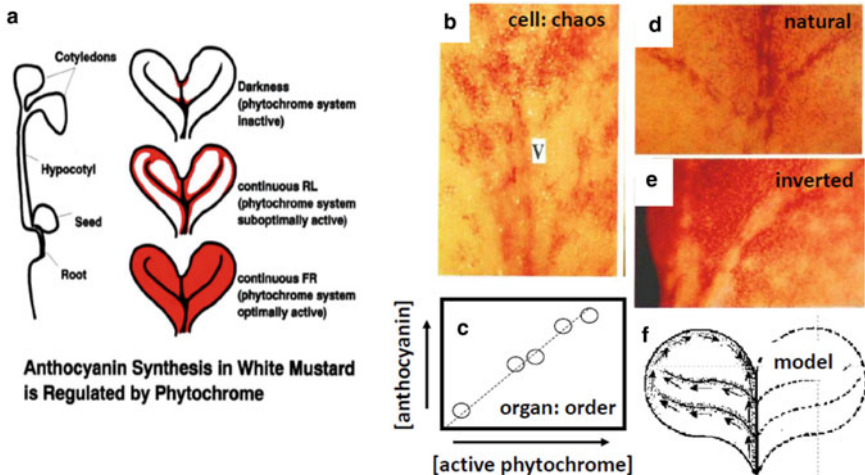 a
Cotyledons
Hypocotyl
Seed
Root
Darkness
(phytochrome system
inactive)
continuous RL
(phytochrome system
suboptimally active)
continuous FR
(phytochrome system
optimally active)
Anthocyanin Synthesis in White Mustard
is Regulated by Phytochrome
b
cell: chaos
V
c
[anthocyanin]
organ: order
[active phytochrome]
d
natural
e
inverted
f
model